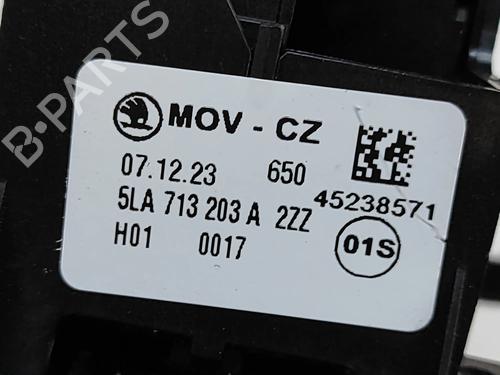 B-PARTS
MOV - CZ
07.12.23 650
45238571
5LA 713 203 A 2ZZ
H01 0017
01S